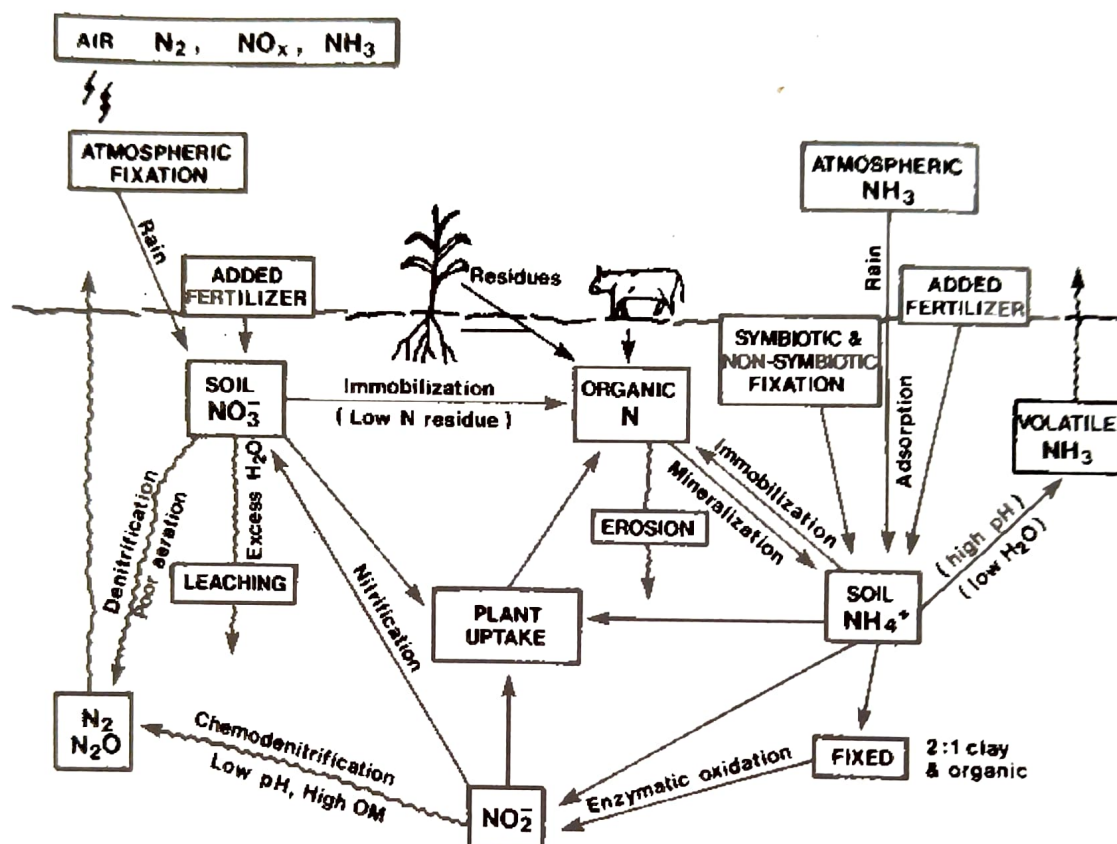 AIR N₂, NOₓ, NH₃
ATMOSPHERIC
FIXATION
ATMOSPHERIC
NH₃
Rain
Rain
ADDED
FERTILIZER
Residues
ADDED
FERTILIZER
SYMBIOTIC &
NON-SYMBIOTIC
FIXATION
SOIL
NO₃⁻
Immobilization
(Low N residue)
ORGANIC
N
Adsorption
VOLATILE
NH₃
Denitrification
Poor aeration
Excess H₂O
LEACHING
Nitrification
EROSION
Immobilization
Mineralization
(high pH)
(low H₂O)
PLANT
UPTAKE
SOIL
NH₄⁺
N₂
N₂O
Chemodenitrification
Low pH, High OM
NO₂⁻
Enzymatic oxidation
FIXED
2:1 clay
& organic